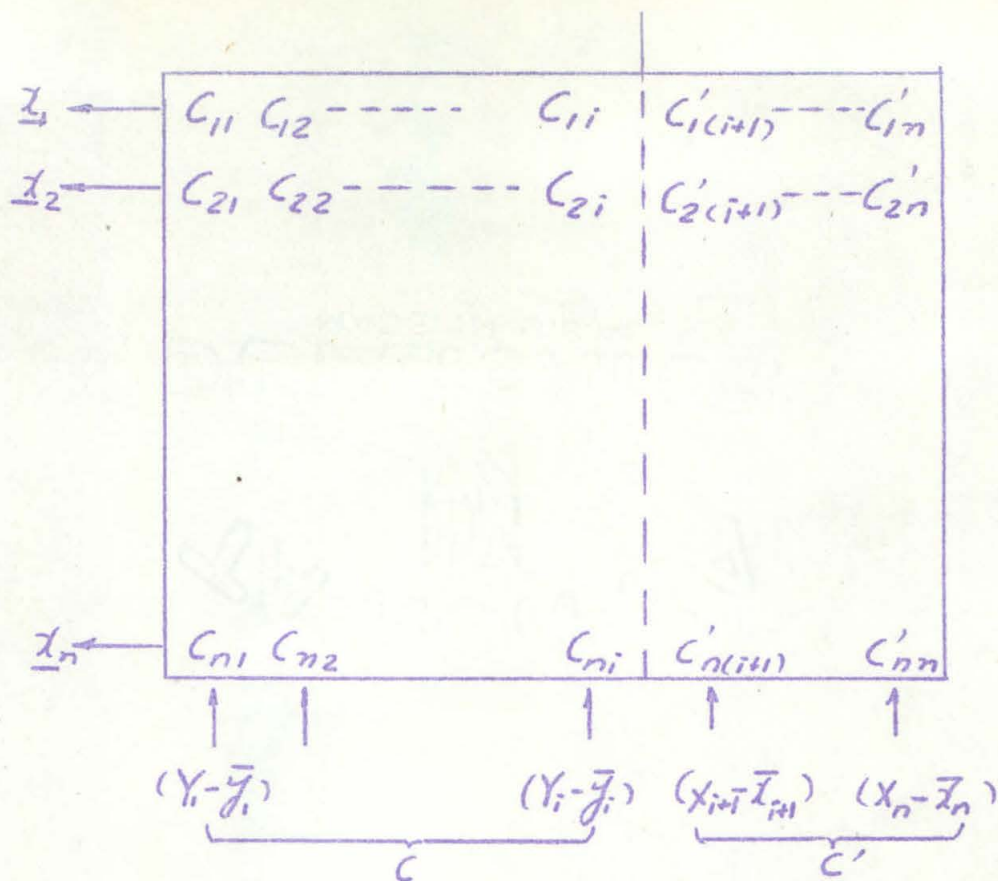 x₁ C₁₁ C₁₂ ----- C₁ᵢ C'₁₍ᵢ₊₁₎ ---- C'₁ₙ
x₂ C₂₁ C₂₂ ------ C₂ᵢ C'₂₍ᵢ₊₁₎ --- C'₂ₙ
xₙ Cₙ₁ Cₙ₂ Cₙᵢ C'ₙ₍ᵢ₊₁₎ C'ₙₙ
(Y₁-ȳ₁) (Yᵢ-ȳᵢ) (xᵢ₊₁-x̄ᵢ₊₁) (xₙ-x̄ₙ)
C C'